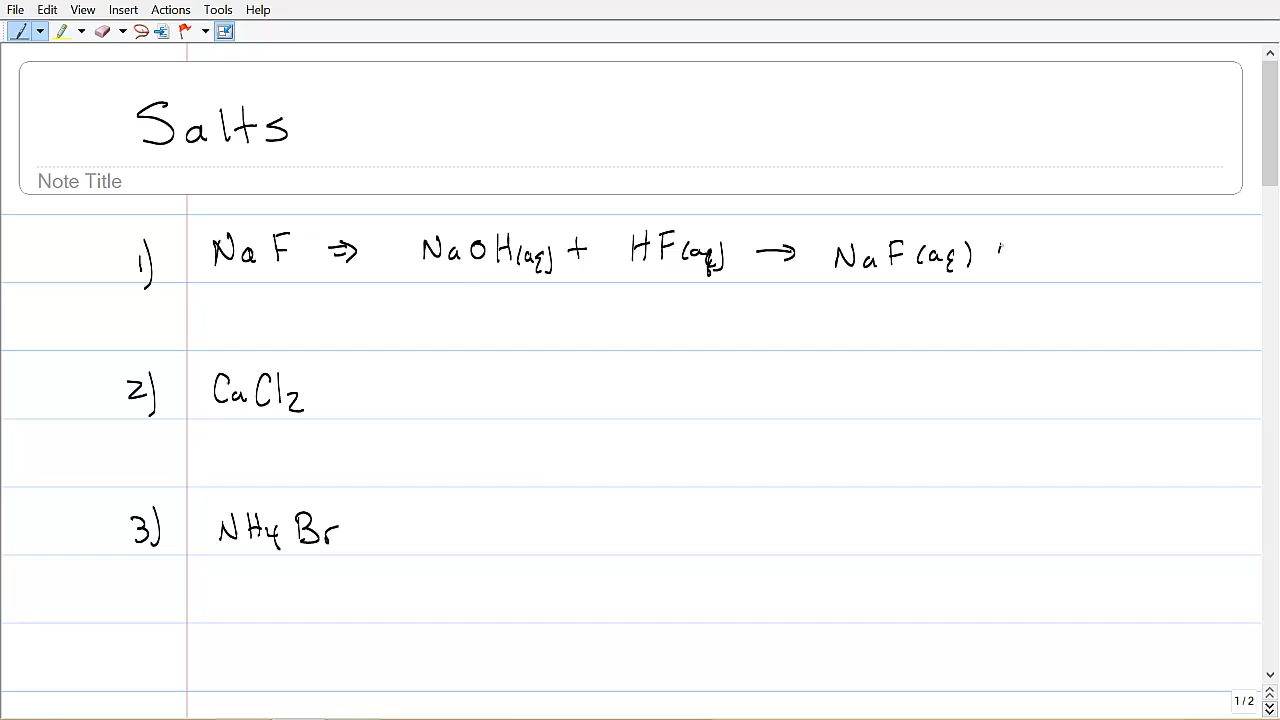 File Edit View Insert Actions Tools Help
Salts
Note Title
1) NaF ⇒ NaOH(aq) + HF(aq) → NaF(aq)
2) CaCl2
3) NH4Br
1/2